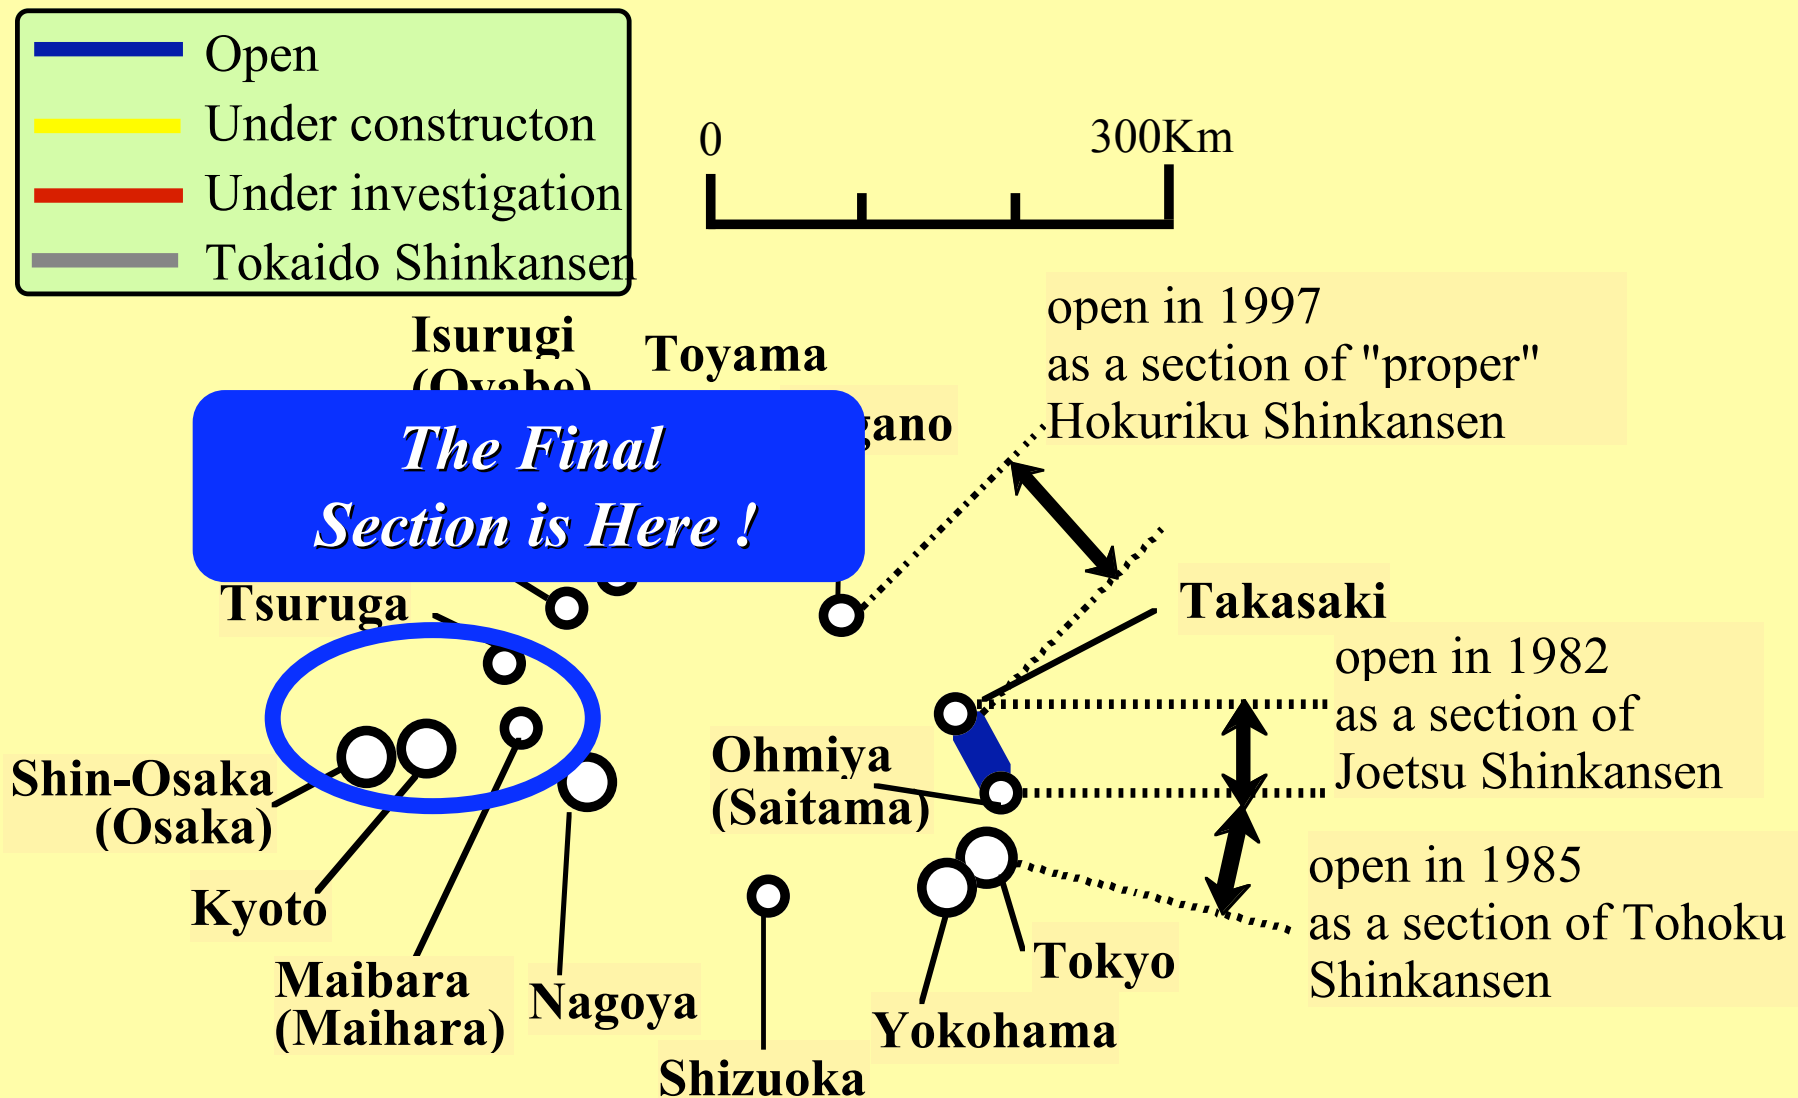 Open
Under constructon
Under investigation
Tokaido Shinkansen
0
300Km
open in 1997
as a section of "proper"
Hokuriku Shinkansen
Isurugi
(Oyabe)
Toyama
gano
The Final
Section is Here !
Tsuruga
Takasaki
open in 1982
as a section of
Joetsu Shinkansen
Ohmiya
(Saitama)
Shin-Osaka
(Osaka)
open in 1985
as a section of Tohoku
Shinkansen
Kyoto
Tokyo
Maibara
(Maihara)
Nagoya
Yokohama
Shizuoka